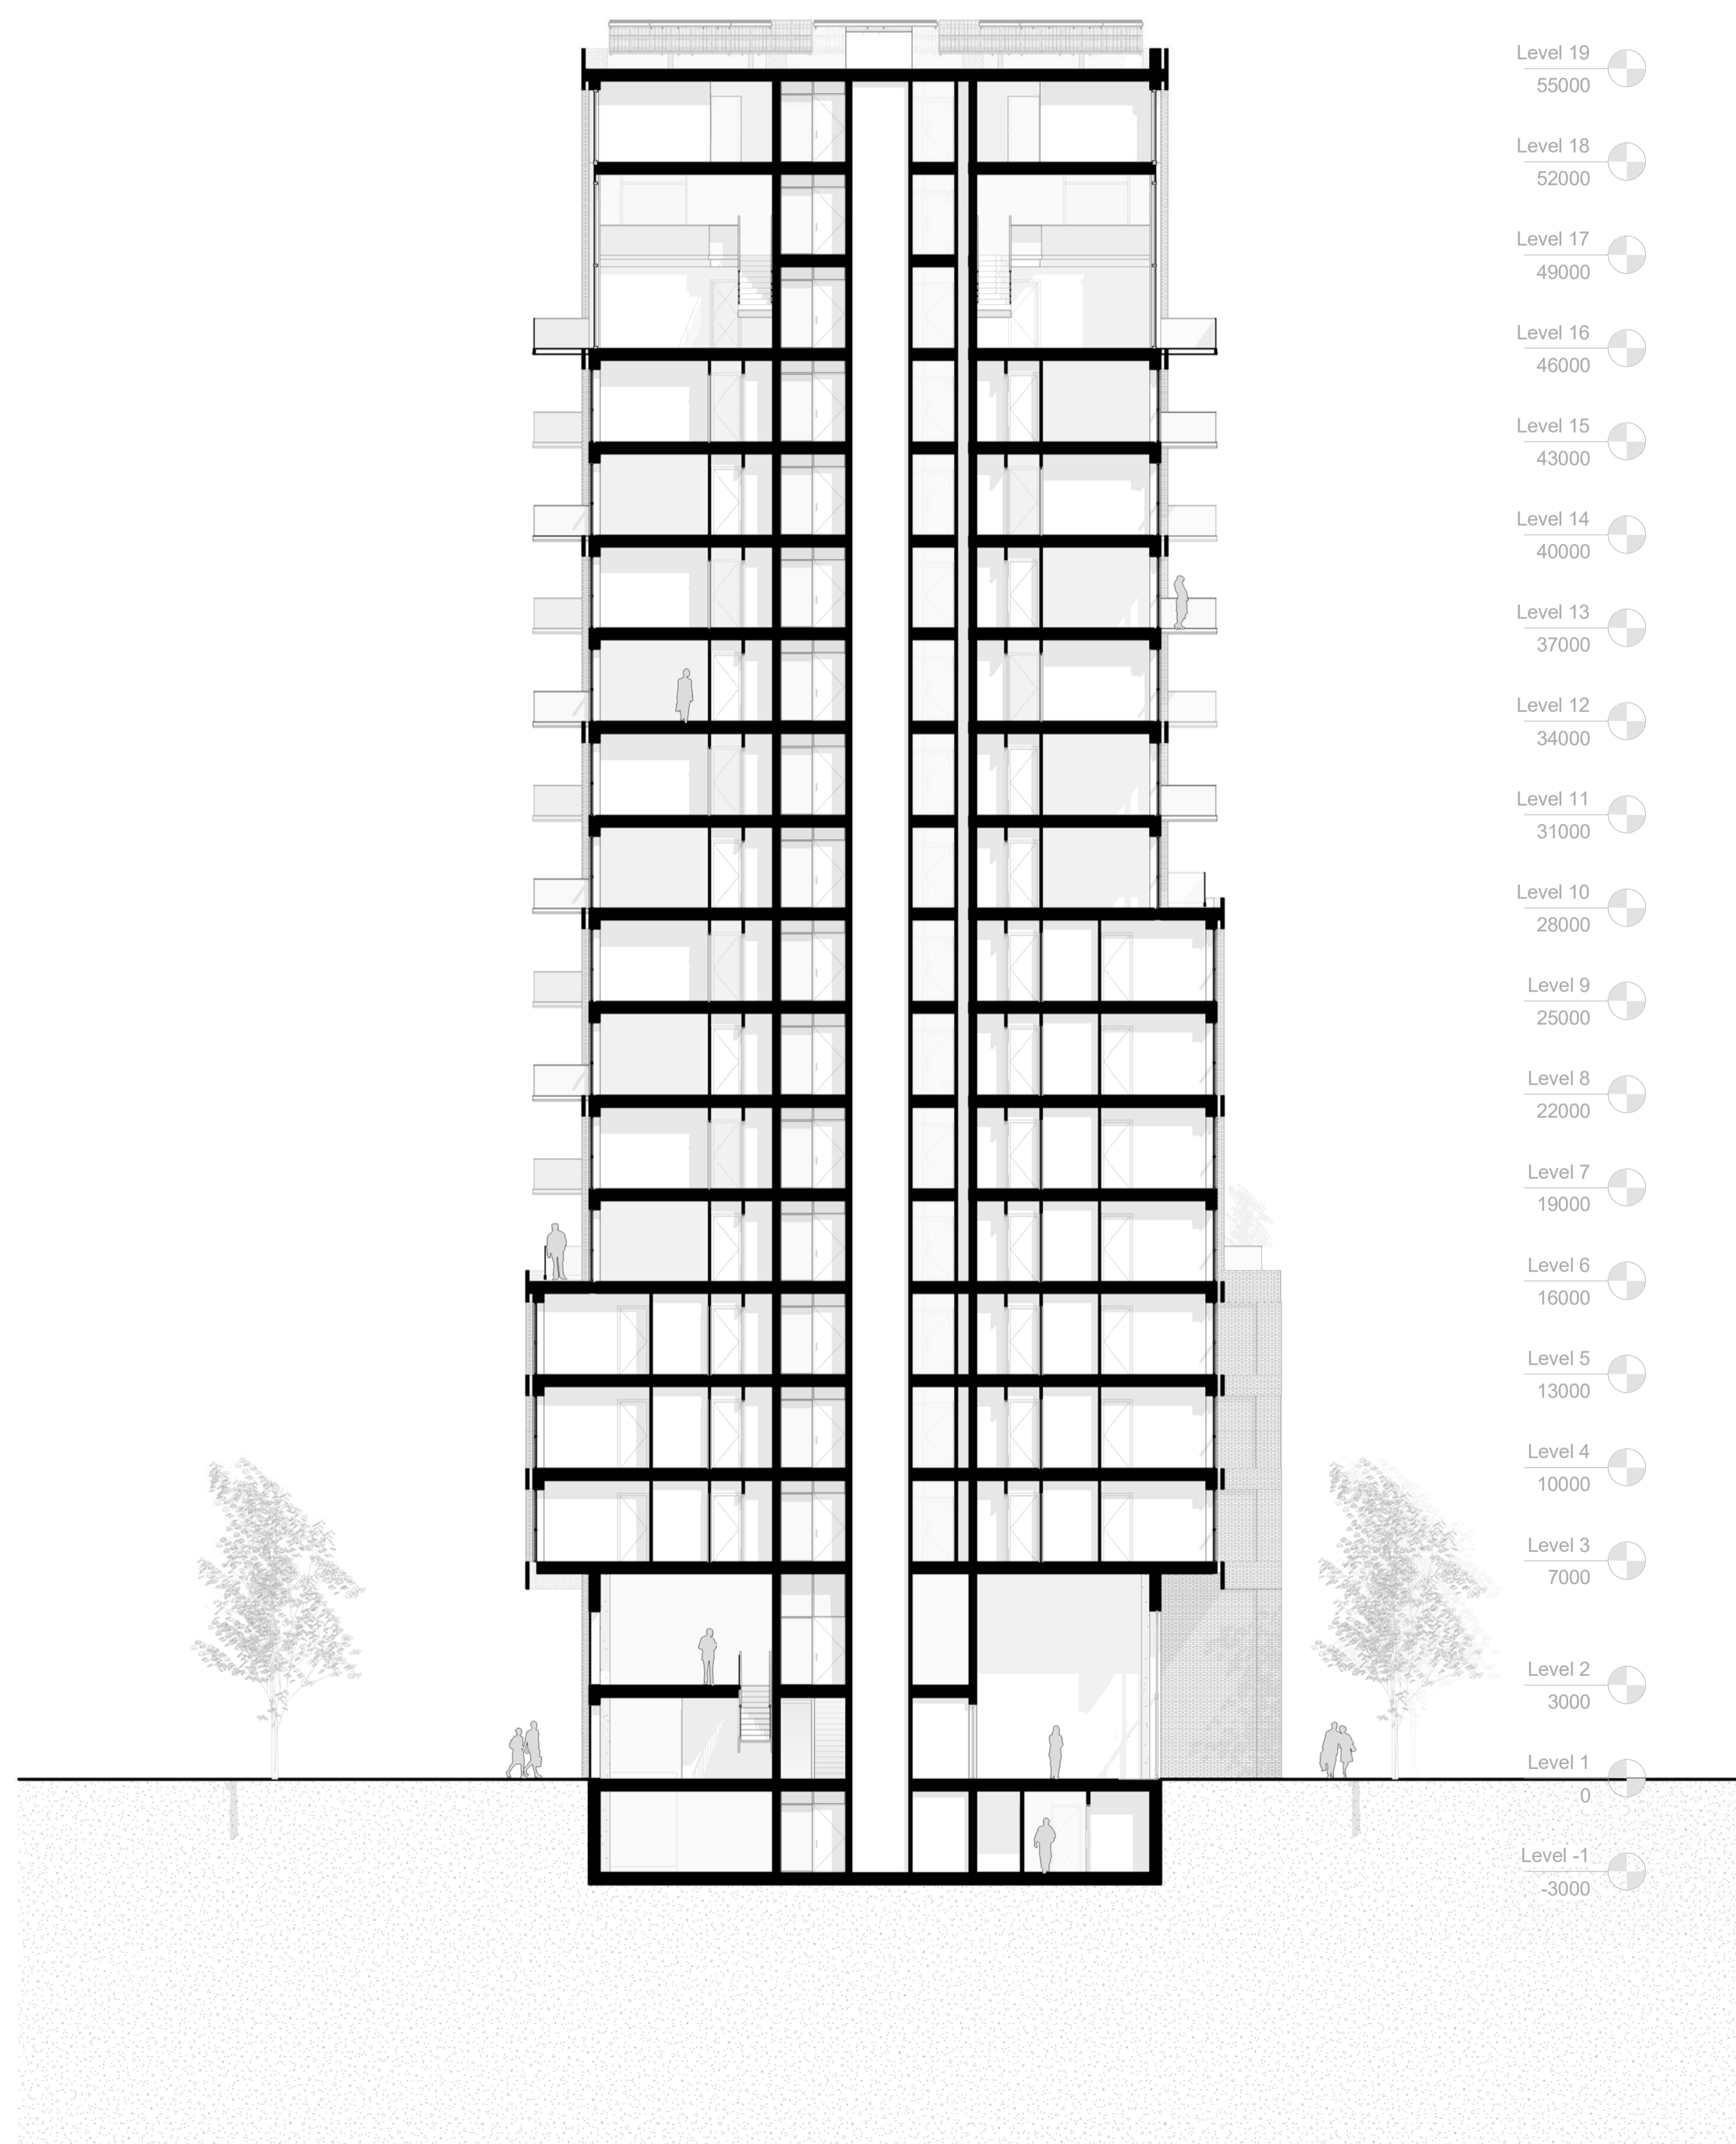 Level 19
55000
Level 18
52000
Level 17
49000
Level 16
46000
Level 15
43000
Level 14
40000
Level 13
37000
Level 12
34000
Level 11
31000
Level 10
28000
Level 9
25000
Level 8
22000
Level 7
19000
Level 6
16000
Level 5
13000
Level 4
10000
Level 3
7000
Level 2
3000
Level 1
0
Level -1
-3000